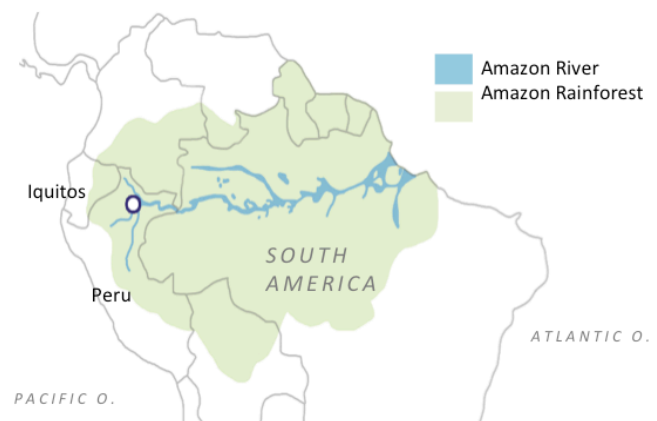 Amazon River
Amazon Rainforest
Iquitos
SOUTH
AMERICA
Peru
ATLANTIC O.
PACIFIC O.